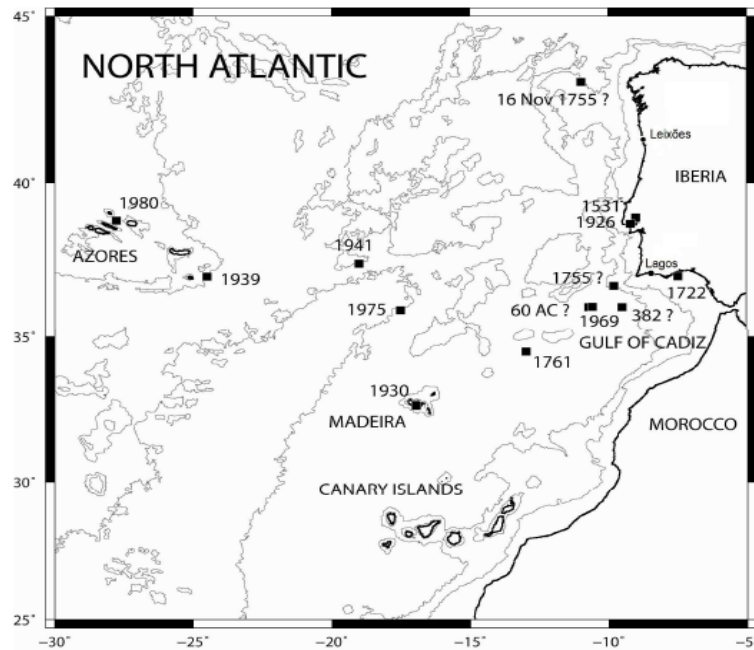 45°
NORTH ATLANTIC
16 Nov 1755 ?
Leixões
40°
IBERIA
1980
1531
1926
AZORES
1941
Lagos
1939
1755 ?
1722
1975
60 AC ?
1969
382 ?
35°
GULF OF CADIZ
1761
1930
MADEIRA
MOROCCO
30°
CANARY ISLANDS
25°
−30° −25° −20° −15° −10° −5